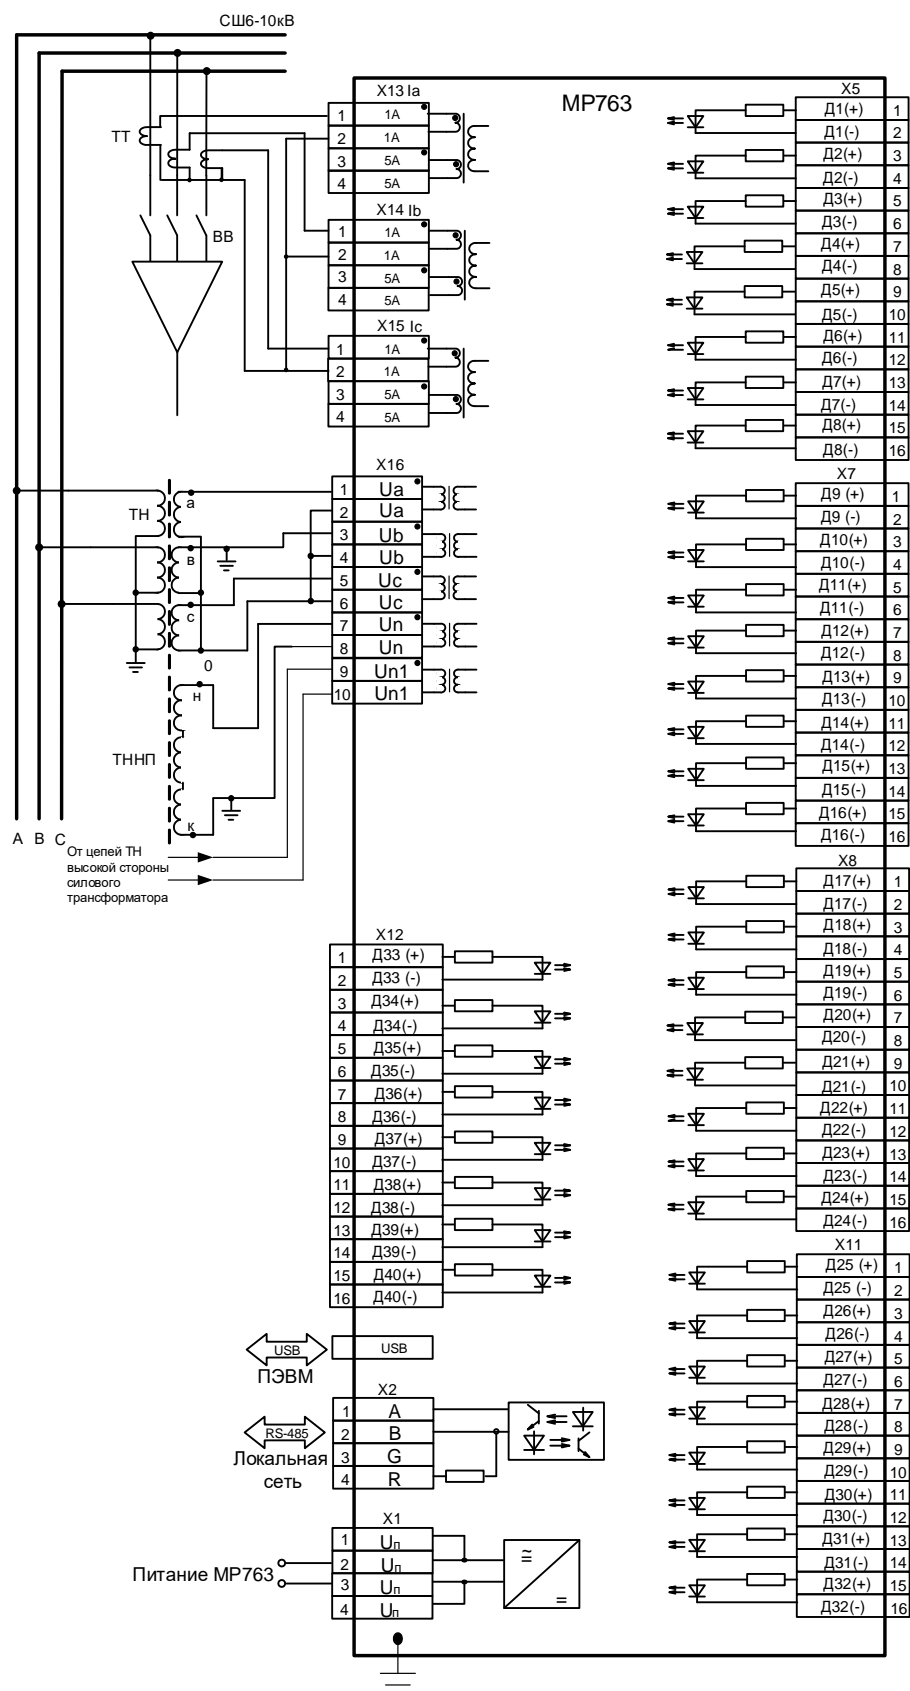 СШ6-10кВ
МР763
ТТ
ВВ
X13 Ia
1 1А
2 1А
3 5А
4 5А
X14 Ib
1 1А
2 1А
3 5А
4 5А
X15 Ic
1 1А
2 1А
3 5А
4 5А
ТН
а
в
с
0
н
к
ТННП
А В С
От цепей ТН
высокой стороны
силового
трансформатора
X16
1 Ua
2 Ua
3 Ub
4 Ub
5 Uc
6 Uc
7 Un
8 Un
9 Un1
10 Un1
X12
1 Д33 (+)
2 Д33 (-)
3 Д34(+)
4 Д34(-)
5 Д35(+)
6 Д35(-)
7 Д36(+)
8 Д36(-)
9 Д37(+)
10 Д37(-)
11 Д38(+)
12 Д38(-)
13 Д39(+)
14 Д39(-)
15 Д40(+)
16 Д40(-)
USB
USB
ПЭВМ
X2
1 A
2 B
3 G
4 R
RS-485
Локальная
сеть
X1
1 Uп
2 Uп
3 Uп
4 Uп
Питание МР763
X5
Д1(+) 1
Д1(-) 2
Д2(+) 3
Д2(-) 4
Д3(+) 5
Д3(-) 6
Д4(+) 7
Д4(-) 8
Д5(+) 9
Д5(-) 10
Д6(+) 11
Д6(-) 12
Д7(+) 13
Д7(-) 14
Д8(+) 15
Д8(-) 16
X7
Д9 (+) 1
Д9 (-) 2
Д10(+) 3
Д10(-) 4
Д11(+) 5
Д11(-) 6
Д12(+) 7
Д12(-) 8
Д13(+) 9
Д13(-) 10
Д14(+) 11
Д14(-) 12
Д15(+) 13
Д15(-) 14
Д16(+) 15
Д16(-) 16
X8
Д17(+) 1
Д17(-) 2
Д18(+) 3
Д18(-) 4
Д19(+) 5
Д19(-) 6
Д20(+) 7
Д20(-) 8
Д21(+) 9
Д21(-) 10
Д22(+) 11
Д22(-) 12
Д23(+) 13
Д23(-) 14
Д24(+) 15
Д24(-) 16
X11
Д25 (+) 1
Д25 (-) 2
Д26(+) 3
Д26(-) 4
Д27(+) 5
Д27(-) 6
Д28(+) 7
Д28(-) 8
Д29(+) 9
Д29(-) 10
Д30(+) 11
Д30(-) 12
Д31(+) 13
Д31(-) 14
Д32(+) 15
Д32(-) 16